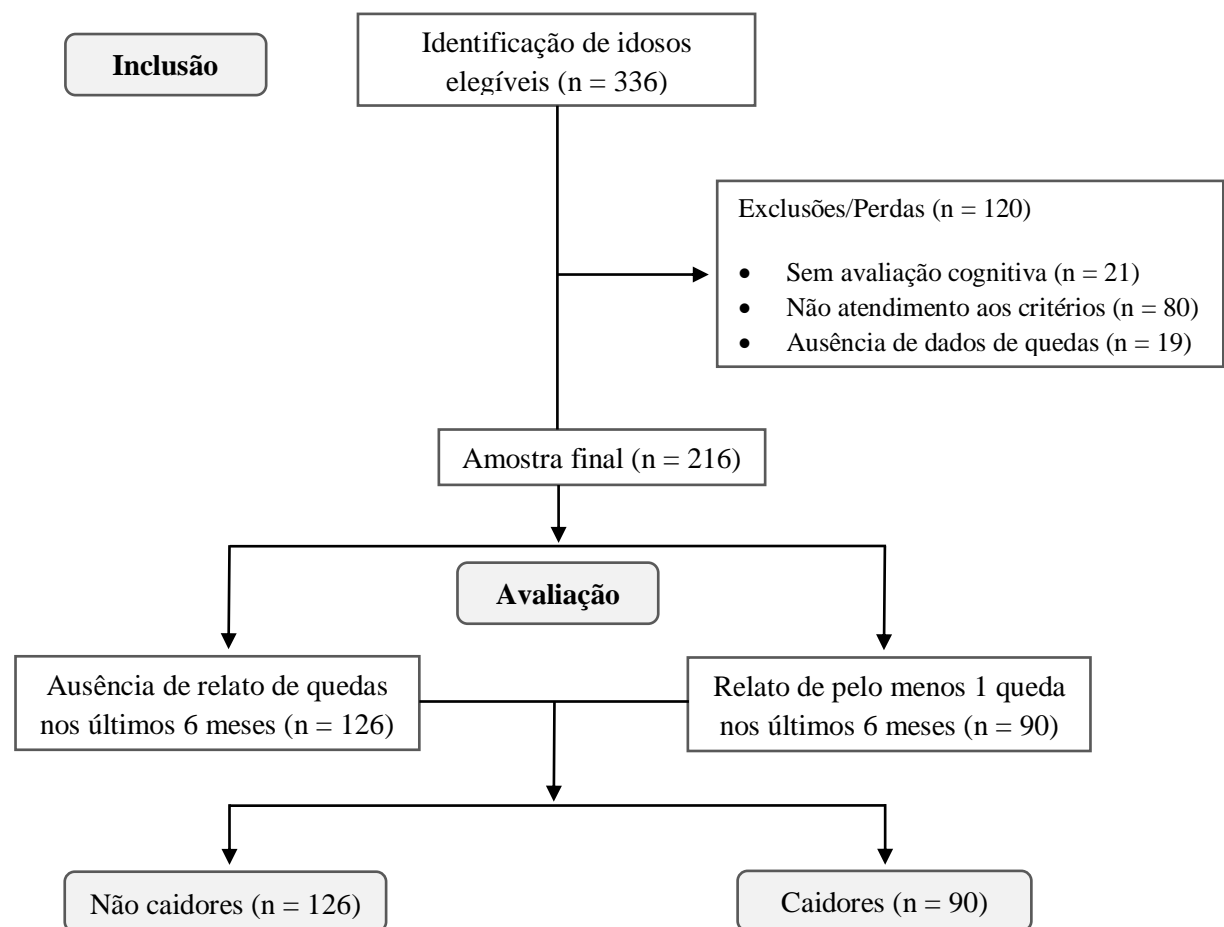 Inclusão
Identificação de idosos
elegíveis (n = 336)
Exclusões/Perdas (n = 120)
• Sem avaliação cognitiva (n = 21)
• Não atendimento aos critérios (n = 80)
• Ausência de dados de quedas (n = 19)
Amostra final (n = 216)
Avaliação
Ausência de relato de quedas
nos últimos 6 meses (n = 126)
Relato de pelo menos 1 queda
nos últimos 6 meses (n = 90)
Não caidores (n = 126)
Caidores (n = 90)